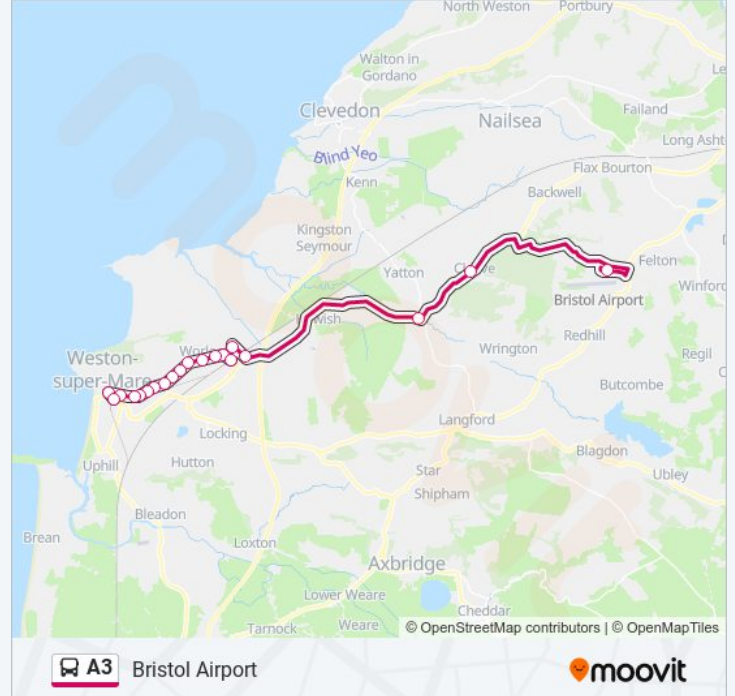 North Weston
Portbury
Walton in
Gordano
Clevedon
Nailsea
Failand
Long Asht
Blind Yeo
Flax Bourton
Kenn
Backwell
Kingston
Seymour
Yatton
Felton
Winford
Bristol Airport
Redhill
Wrington
Regil
Weston-
super-Mare
Butcombe
Langford
Locking
Blagdon
Uphill
Hutton
Star
Ubley
Shipham
Bleadon
Brean
Loxton
Axbridge
Lower Weare
Cheddar
Tarnock
Weare
© OpenStreetMap contributors | © OpenMapTiles
A3 Bristol Airport
moovit